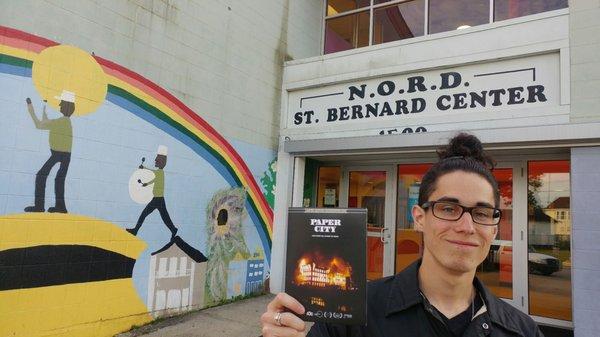 N.O.R.D.
ST. BERNARD CENTER
PAPER
CITY